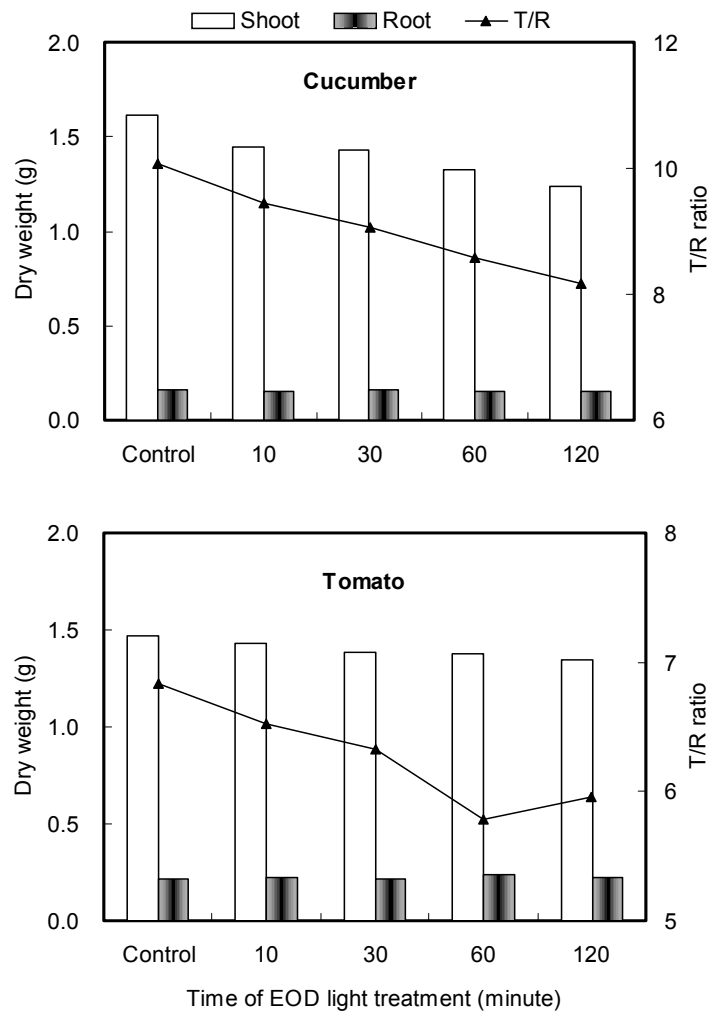 Shoot Root T/R
Cucumber
Dry weight (g)
2.0
1.5
1.0
0.5
0.0
T/R ratio
12
10
8
6
Control 10 30 60 120
Tomato
Dry weight (g)
2.0
1.5
1.0
0.5
0.0
T/R ratio
8
7
6
5
Control 10 30 60 120
Time of EOD light treatment (minute)